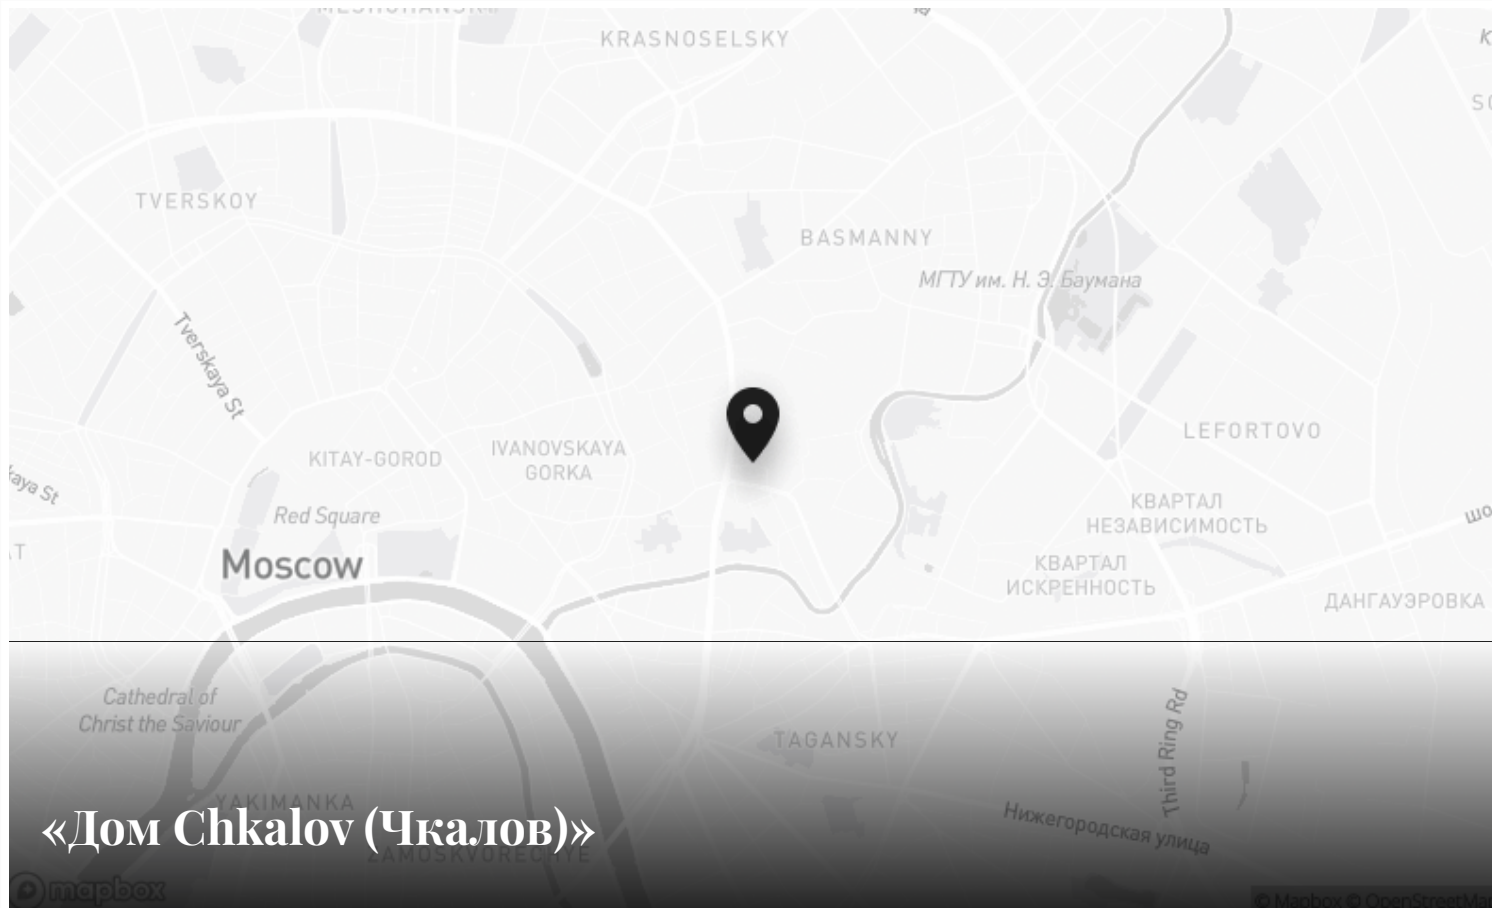 KRASNOSELSKY
TVERSKOY
BASMANNY
МГТУ им. Н. Э. Баумана
Tverskaya St
LEFORTOVO
KITAY-GOROD
IVANOVSKAYA
GORKA
kaya St
Red Square
КВАРТАЛ
НЕЗАВИСИМОСТЬ
Moscow
КВАРТАЛ
ИСКРЕННОСТЬ
ДАНГАУЭРОВКА
Cathedral of
Christ the Saviour
TAGANSKY
Third Ring Rd
YAKIMANKA
Нижегородская улица
«Дом Chkalov (Чкалов)»
ZAMOSKVORECHYE
mapbox
© Mapbox © OpenStreetMap